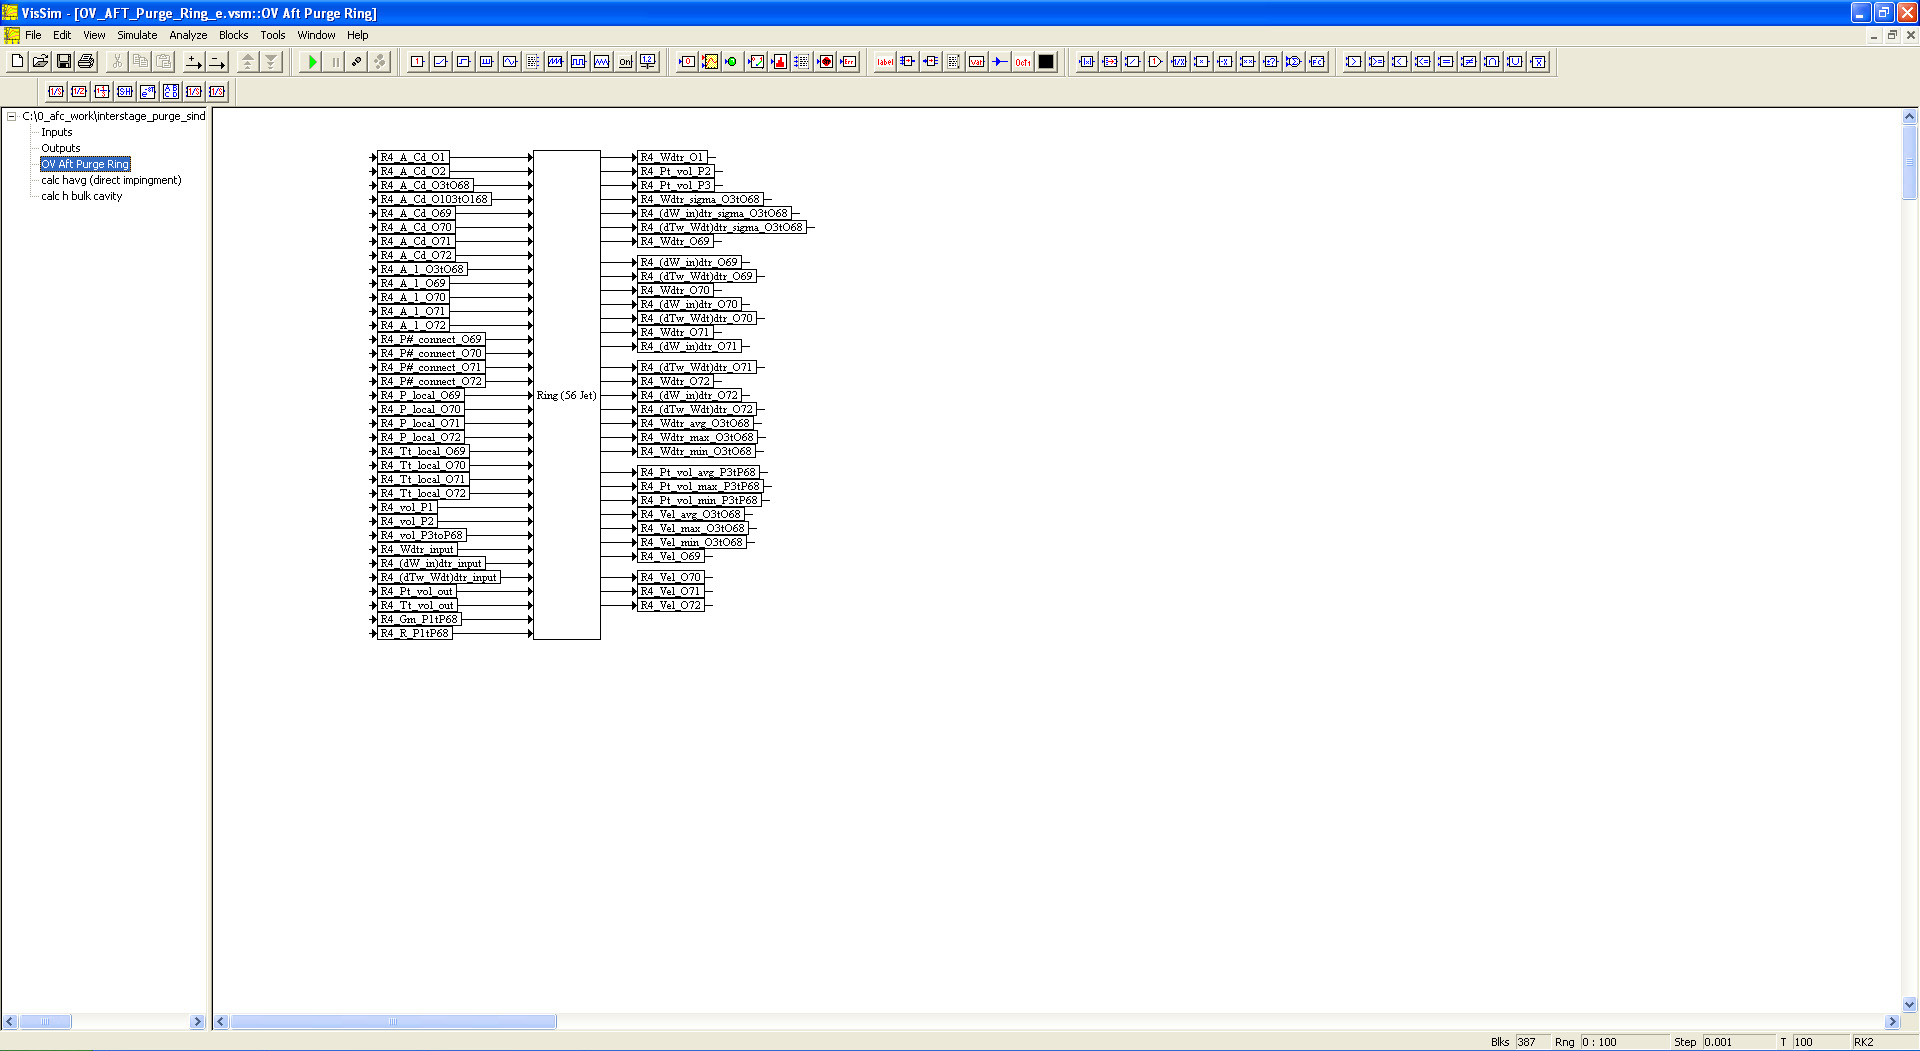 VisSim - [OV_AFT_Purge_Ring_e.vsm::OV Aft Purge Ring]
File Edit View Simulate Analyze Blocks Tools Window Help
C:\0_afc_work\interstage_purge_sind
Inputs
Outputs
OV Aft Purge Ring
calc havg (direct impingment)
calc h bulk cavity
R4_A_Cd_O1
R4_A_Cd_O2
R4_A_Cd_O3tO68
R4_A_Cd_O103tO168
R4_A_Cd_O69
R4_A_Cd_O70
R4_A_Cd_O71
R4_A_Cd_O72
R4_A_1_O3tO68
R4_A_1_O69
R4_A_1_O70
R4_A_1_O71
R4_A_1_O72
R4_P#_connect_O69
R4_P#_connect_O70
R4_P#_connect_O71
R4_P#_connect_O72
R4_P_local_O69
R4_P_local_O70
R4_P_local_O71
R4_P_local_O72
R4_Tt_local_O69
R4_Tt_local_O70
R4_Tt_local_O71
R4_Tt_local_O72
R4_vol_P1
R4_vol_P2
R4_vol_P3toP68
R4_Wdtr_input
R4_(dW_in)dtr_input
R4_(dTw_Wdt)dtr_input
R4_Pt_vol_out
R4_Tt_vol_out
R4_Gm_P1tP68
R4_R_P1tP68
Ring (56 Jet)
R4_Wdtr_O1
R4_Pt_vol_P2
R4_Pt_vol_P3
R4_Wdtr_sigma_O3tO68
R4_(dW_in)dtr_sigma_O3tO68
R4_(dTw_Wdt)dtr_sigma_O3tO68
R4_Wdtr_O69
R4_(dW_in)dtr_O69
R4_(dTw_Wdt)dtr_O69
R4_Wdtr_O70
R4_(dW_in)dtr_O70
R4_(dTw_Wdt)dtr_O70
R4_Wdtr_O71
R4_(dW_in)dtr_O71
R4_(dTw_Wdt)dtr_O71
R4_Wdtr_O72
R4_(dW_in)dtr_O72
R4_(dTw_Wdt)dtr_O72
R4_Wdtr_avg_O3tO68
R4_Wdtr_max_O3tO68
R4_Wdtr_min_O3tO68
R4_Pt_vol_avg_P3tP68
R4_Pt_vol_max_P3tP68
R4_Pt_vol_min_P3tP68
R4_Vel_avg_O3tO68
R4_Vel_max_O3tO68
R4_Vel_min_O3tO68
R4_Vel_O69
R4_Vel_O70
R4_Vel_O71
R4_Vel_O72
Blks 387 Rng 0 : 100 Step 0.001 T 100 RK2